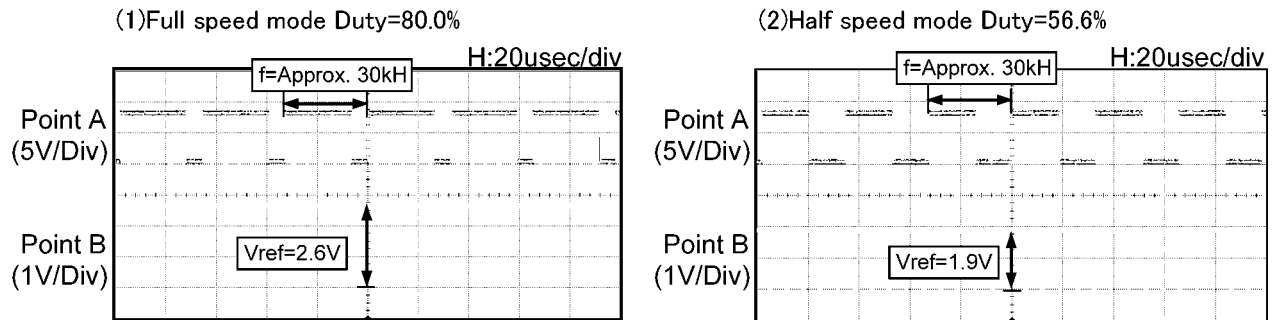 (1)Full speed mode Duty=80.0%
H:20usec/div
f=Approx. 30kH
Point A
(5V/Div)
Point B
(1V/Div)
Vref=2.6V
(2)Half speed mode Duty=56.6%
H:20usec/div
f=Approx. 30kH
Point A
(5V/Div)
Point B
(1V/Div)
Vref=1.9V